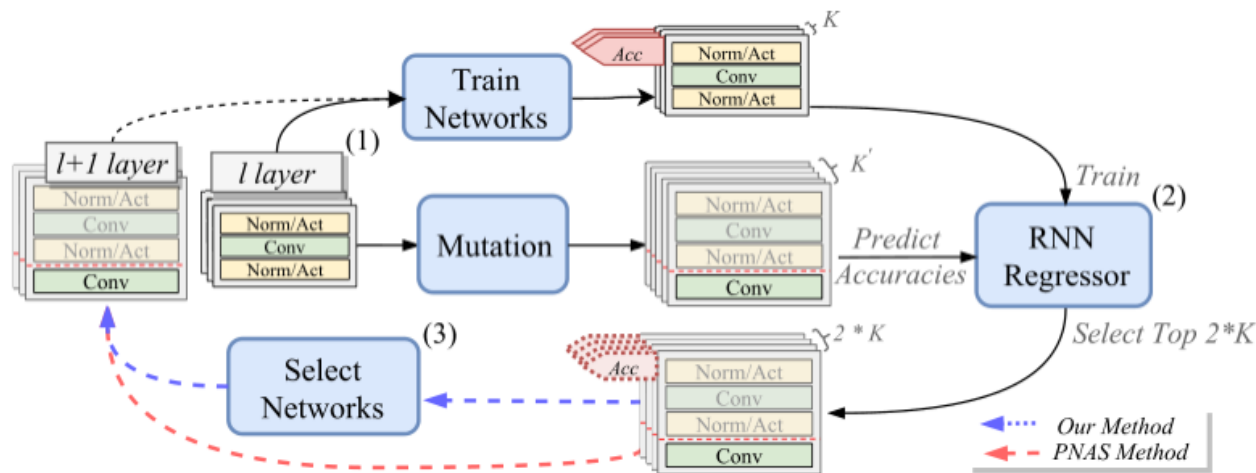 K
Acc
Norm/Act
Conv
Norm/Act
Train
Networks
(1)
l+1 layer
l layer
Norm/Act
Conv
Norm/Act
Conv
Norm/Act
Conv
Norm/Act
Mutation
K'
Norm/Act
Conv
Norm/Act
Conv
Train
(2)
Predict
Accuracies
RNN
Regressor
Select Top 2*K
(3)
Select
Networks
2 * K
Acc
Norm/Act
Conv
Norm/Act
Conv
Our Method
PNAS Method